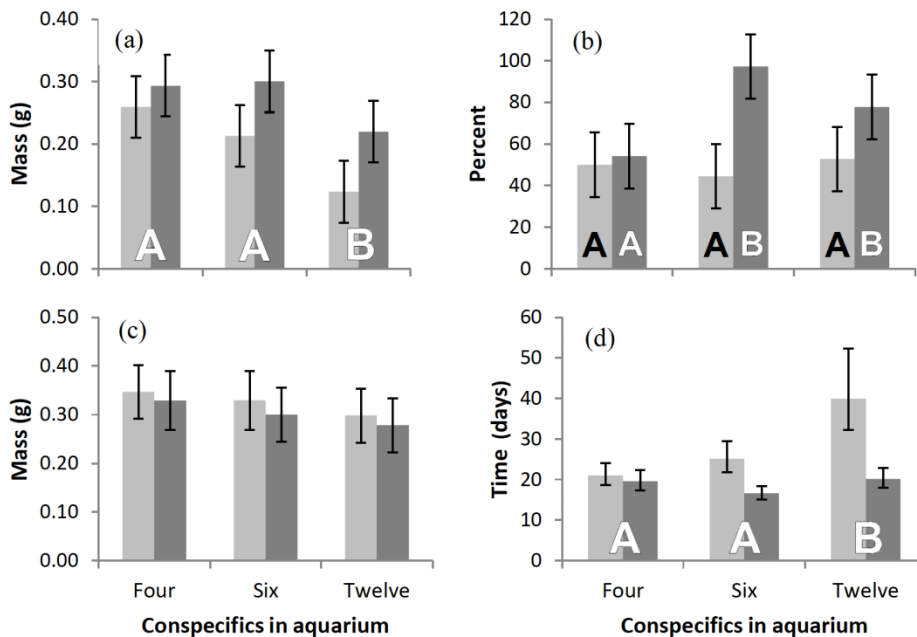 (a)
Mass (g)
0.40
0.30
0.20
0.10
0.00
A A B
(b)
Percent
120
100
80
60
40
20
0
A A A B A B
(c)
Mass (g)
0.50
0.40
0.30
0.20
0.10
0.00
Four Six Twelve
Conspecifics in aquarium
(d)
Time (days)
60
50
40
30
20
10
0
A A B
Four Six Twelve
Conspecifics in aquarium